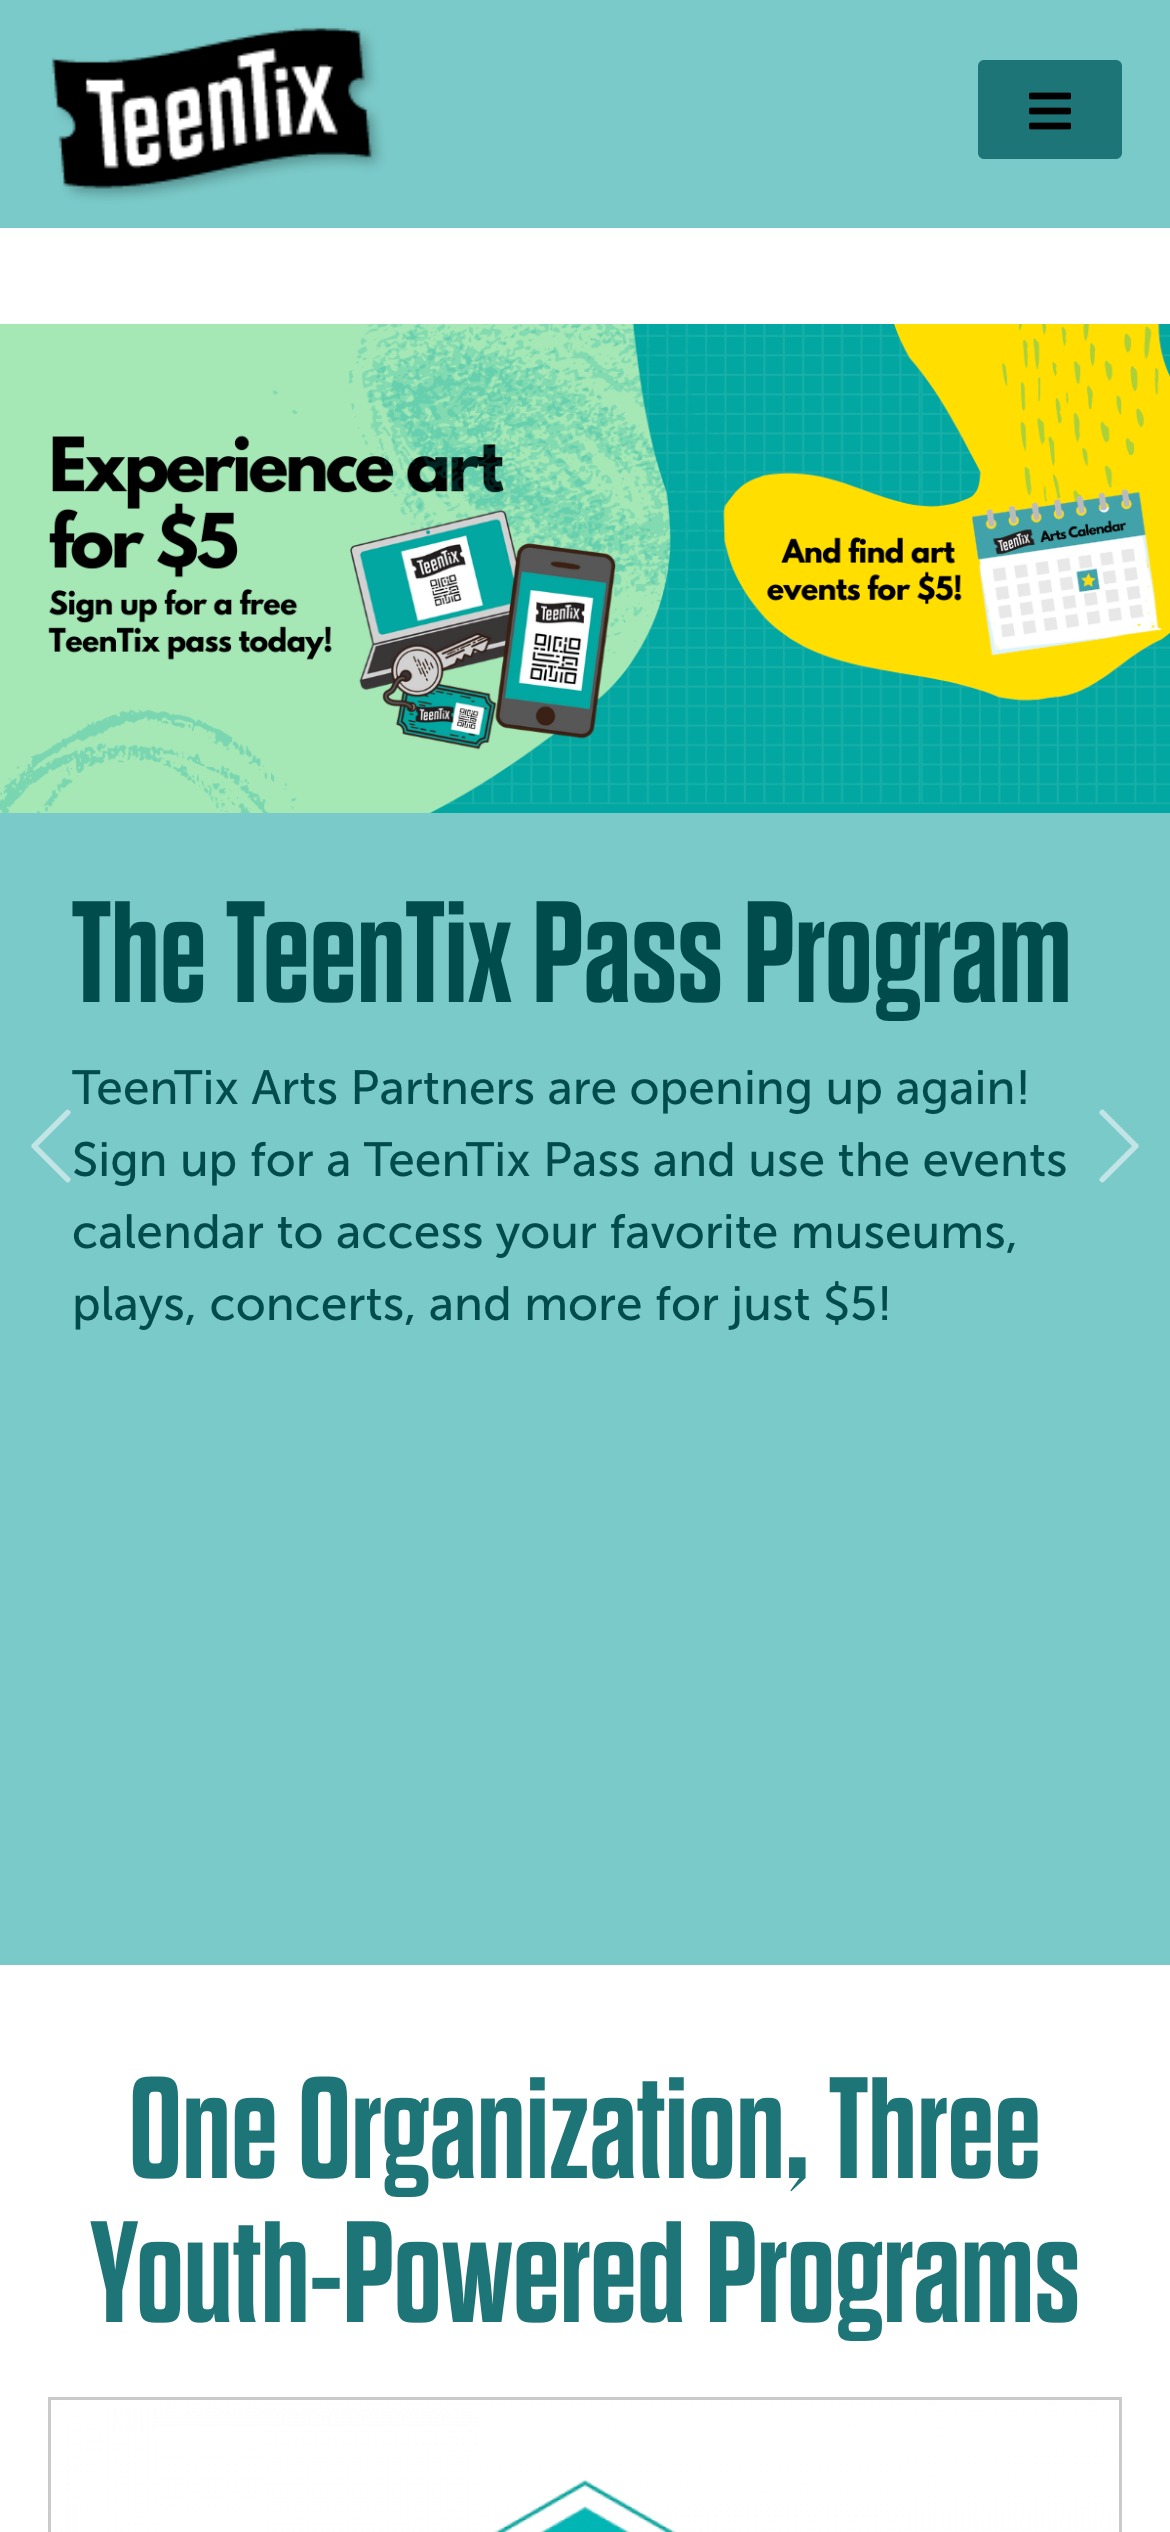 TeenTix
Experience art
for $5
Sign up for a free
TeenTix pass today!
TeenTix
TeenTix
TeenTix
And find art
events for $5!
TeenTix Arts Calendar
The TeenTix Pass Program
TeenTix Arts Partners are opening up again!
Sign up for a TeenTix Pass and use the events
calendar to access your favorite museums,
plays, concerts, and more for just $5!
One Organization, Three
Youth-Powered Programs